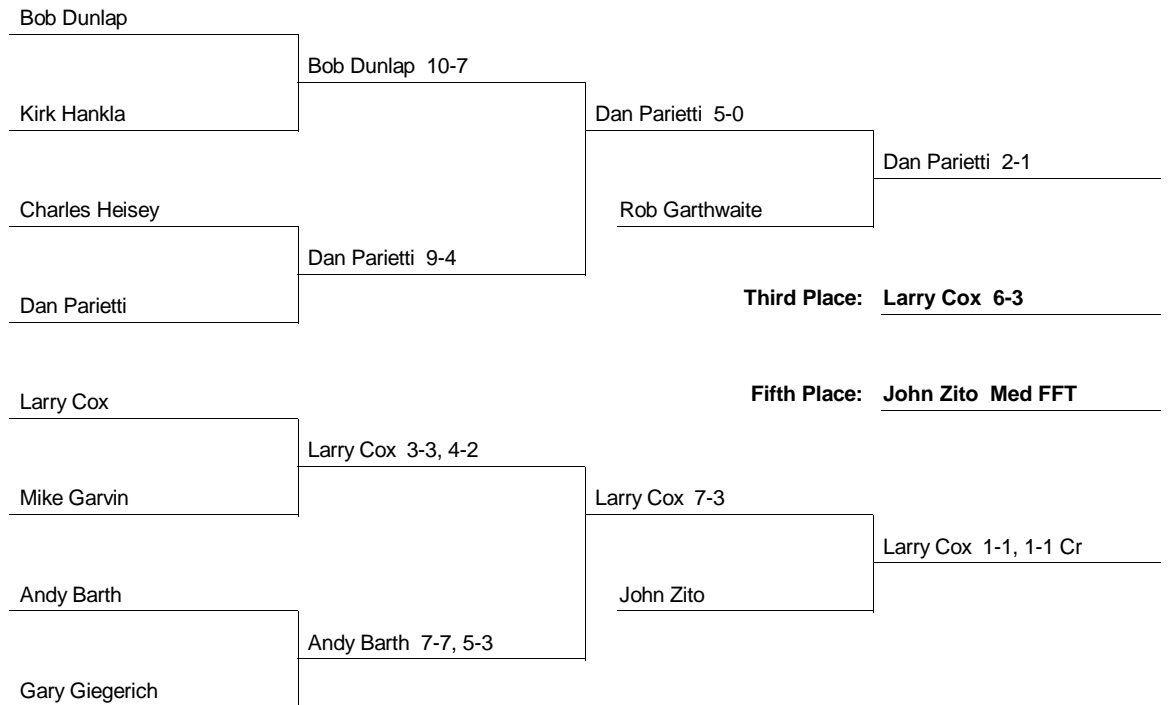 Bob Dunlap
Bob Dunlap 10-7
Kirk Hankla
Dan Parietti 5-0
Dan Parietti 2-1
Charles Heisey
Rob Garthwaite
Dan Parietti 9-4
Dan Parietti
Third Place: Larry Cox 6-3
Fifth Place: John Zito Med FFT
Larry Cox
Larry Cox 3-3, 4-2
Mike Garvin
Larry Cox 7-3
Larry Cox 1-1, 1-1 Cr
Andy Barth
John Zito
Andy Barth 7-7, 5-3
Gary Giegerich